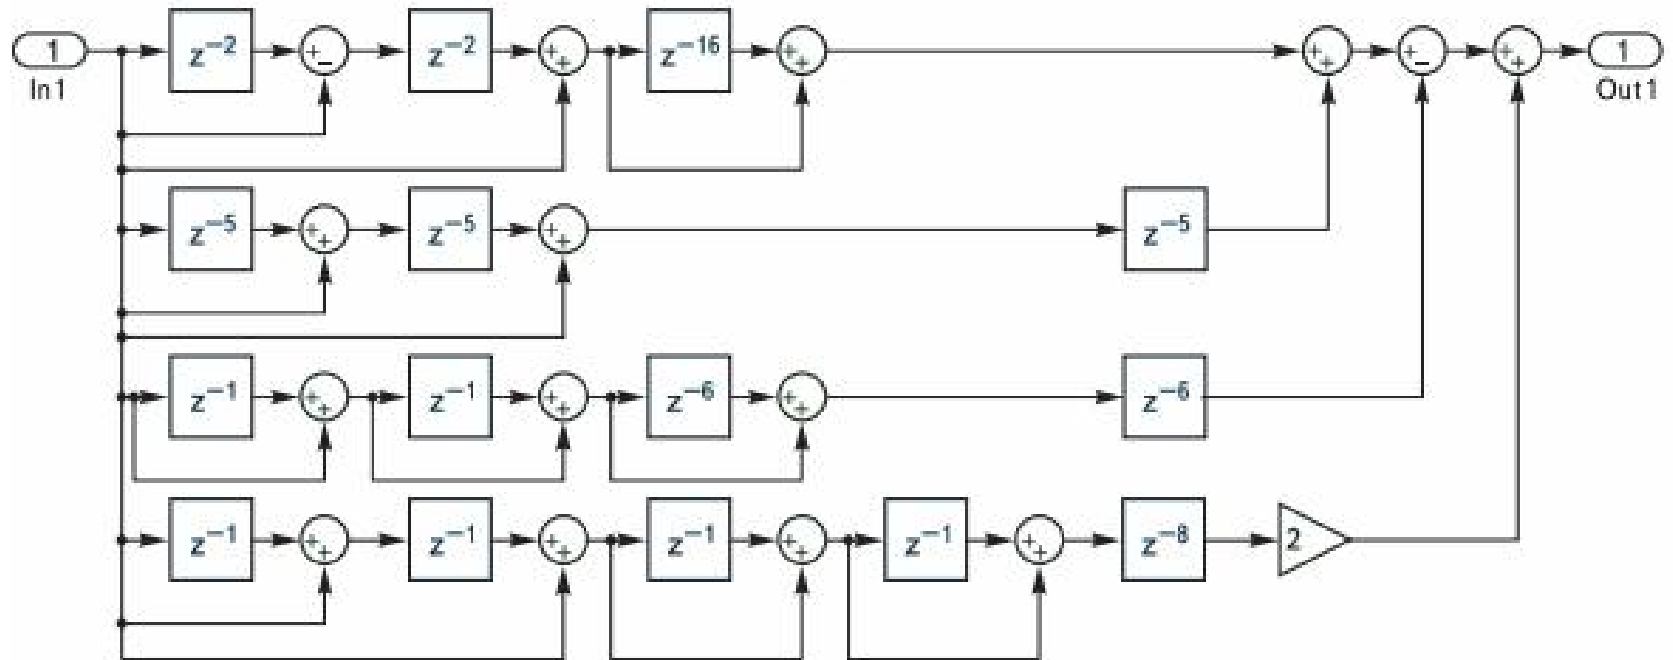 1
In1
z−2
+
−
z−2
+
+
z−16
+
+
+
+
+
−
+
+
1
Out1
z−5
+
+
z−5
+
+
z−5
z−1
+
+
z−1
+
+
z−6
+
+
z−6
z−1
+
+
z−1
+
+
z−1
+
+
z−1
+
+
z−8
2